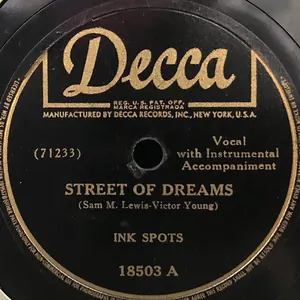 Decca
REG. U.S. PAT. OFF.
MARCA REGISTRADA
MANUFACTURED BY DECCA RECORDS, INC., NEW YORK, U.S.A.
(71233)
Vocal
with Instrumental
Accompaniment
STREET OF DREAMS
(Sam M. Lewis-Victor Young)
INK SPOTS
18503 A